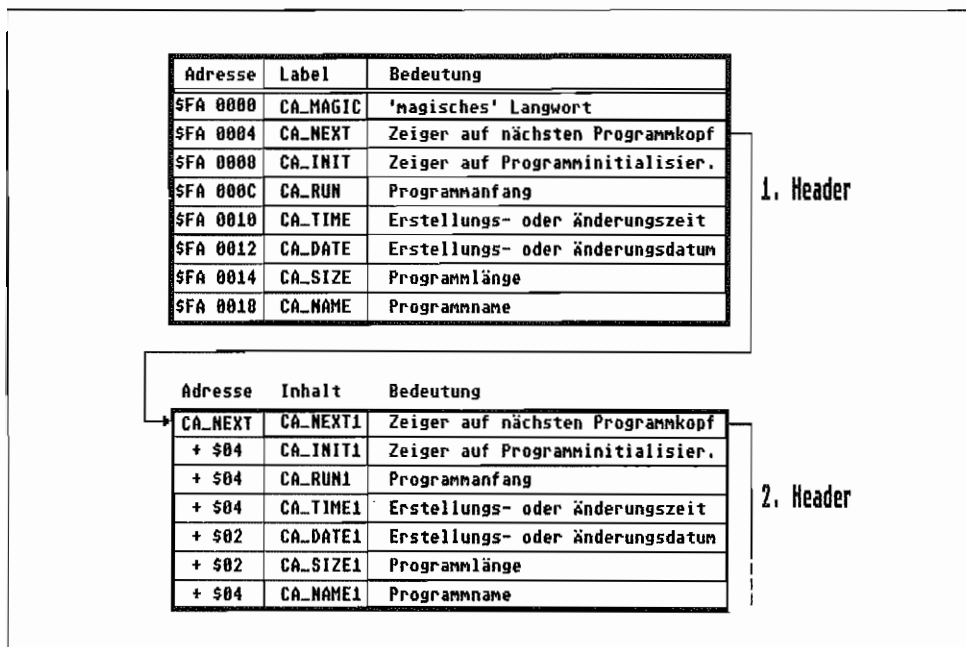 Adresse Label Bedeutung
$FA 0000 CA_MAGIC 'magisches' Langwort
$FA 0004 CA_NEXT Zeiger auf nächsten Programmkopf
$FA 0008 CA_INIT Zeiger auf Programminitialisier.
$FA 000C CA_RUN Programmanfang
1. Header
$FA 0010 CA_TIME Erstellungs- oder Änderungszeit
$FA 0012 CA_DATE Erstellungs- oder Änderungsdatum
$FA 0014 CA_SIZE Programmlänge
$FA 0018 CA_NAME Programmname
Adresse Inhalt Bedeutung
CA_NEXT CA_NEXT1 Zeiger auf nächsten Programmkopf
+ $04 CA_INIT1 Zeiger auf Programminitialisier.
+ $04 CA_RUN1 Programmanfang
2. Header
+ $04 CA_TIME1 Erstellungs- oder Änderungszeit
+ $02 CA_DATE1 Erstellungs- oder Änderungsdatum
+ $02 CA_SIZE1 Programmlänge
+ $04 CA_NAME1 Programmname